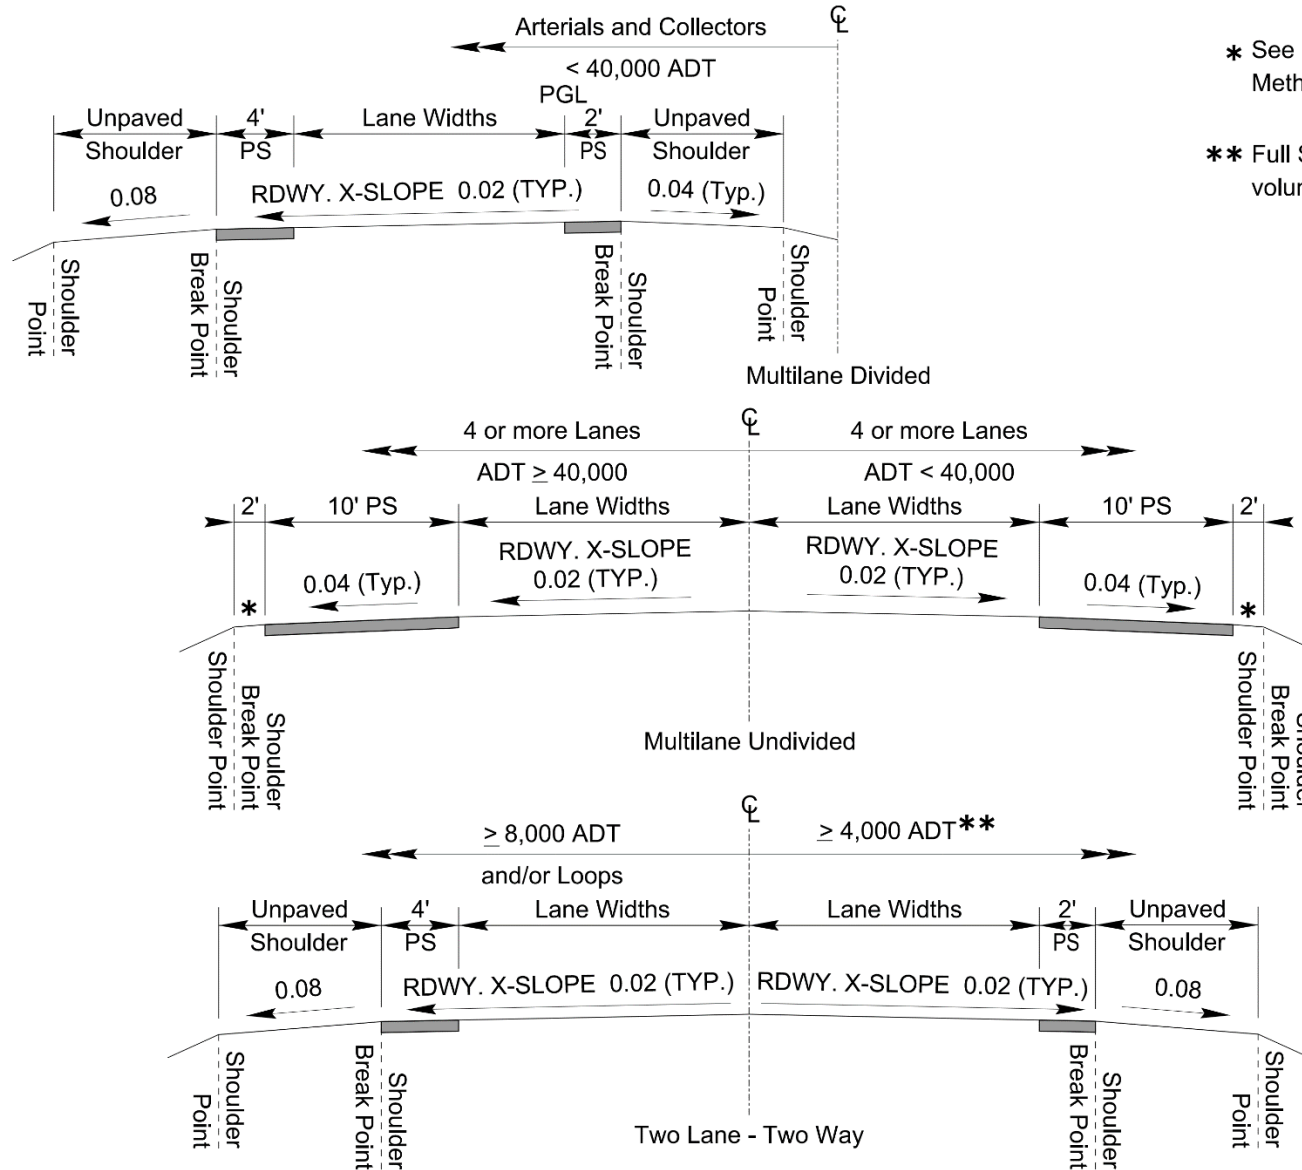 ℄
Arterials and Collectors
< 40,000 ADT
PGL
Unpaved Shoulder
4' PS
Lane Widths
2' PS
Unpaved Shoulder
0.08
RDWY. X-SLOPE 0.02 (TYP.)
0.04 (Typ.)
Shoulder Point
Shoulder Break Point
Shoulder Break Point
Shoulder Point
* See
Meth
** Full S
volur
Multilane Divided
℄
4 or more Lanes
ADT ≥ 40,000
4 or more Lanes
ADT < 40,000
2'
10' PS
Lane Widths
Lane Widths
10' PS
2'
RDWY. X-SLOPE
0.02 (TYP.)
RDWY. X-SLOPE
0.02 (TYP.)
0.04 (Typ.)
0.04 (Typ.)
*
*
Shoulder Point
Shoulder Break Point
Shoulder Point
Shoulder Break Point
Multilane Undivided
℄
≥ 8,000 ADT
and/or Loops
≥ 4,000 ADT**
Unpaved Shoulder
4' PS
Lane Widths
Lane Widths
2' PS
Unpaved Shoulder
0.08
RDWY. X-SLOPE 0.02 (TYP.)
RDWY. X-SLOPE 0.02 (TYP.)
0.08
Shoulder Point
Shoulder Break Point
Shoulder Break Point
Shoulder Point
Two Lane - Two Way